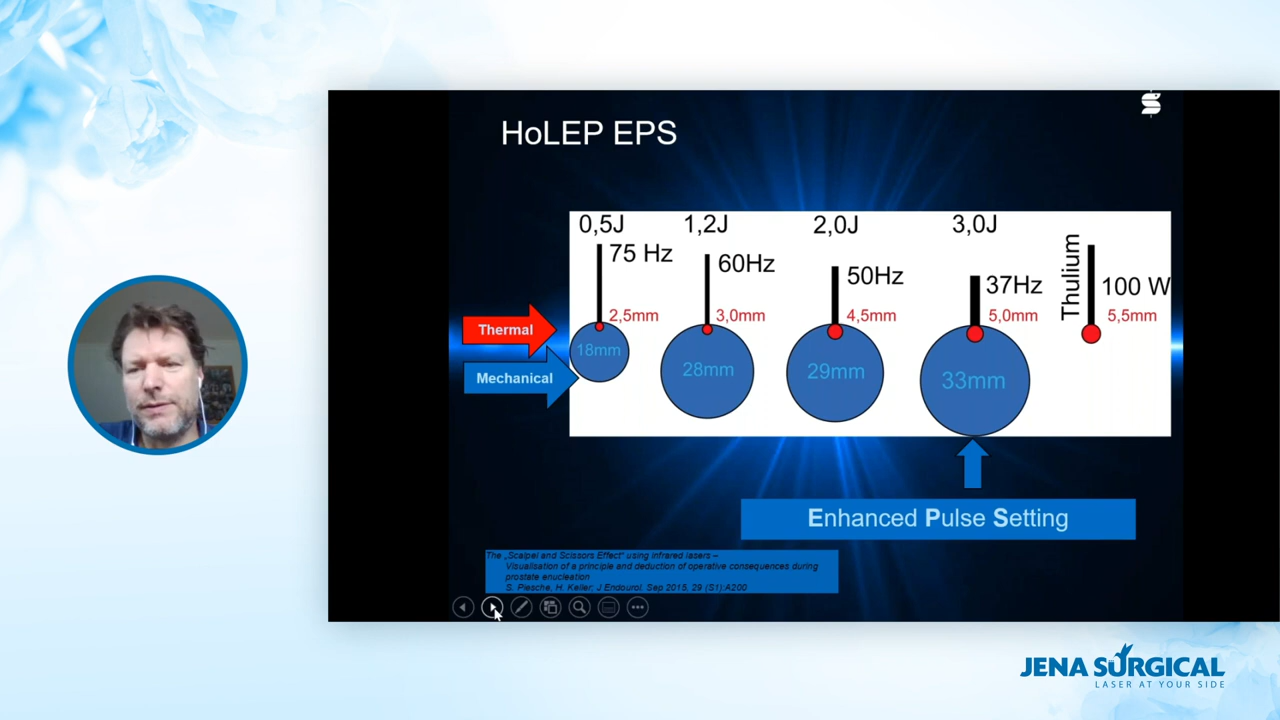 HoLEP EPS
0,5J 1,2J 2,0J 3,0J
75 Hz 60Hz 50Hz 37Hz Thulium 100 W
2,5mm 3,0mm 4,5mm 5,0mm 5,5mm
Thermal
Mechanical
18mm 28mm 29mm 33mm
Enhanced Pulse Setting
The „Scalpel and Scissors Effect" using infrared lasers –
Visualisation of a principle and deduction of operative consequences during
prostate enucleation
S. Piesche, H. Keller; J Endourol. Sep 2015, 29 (S1):A200
JENA SURGICAL
LASER AT YOUR SIDE